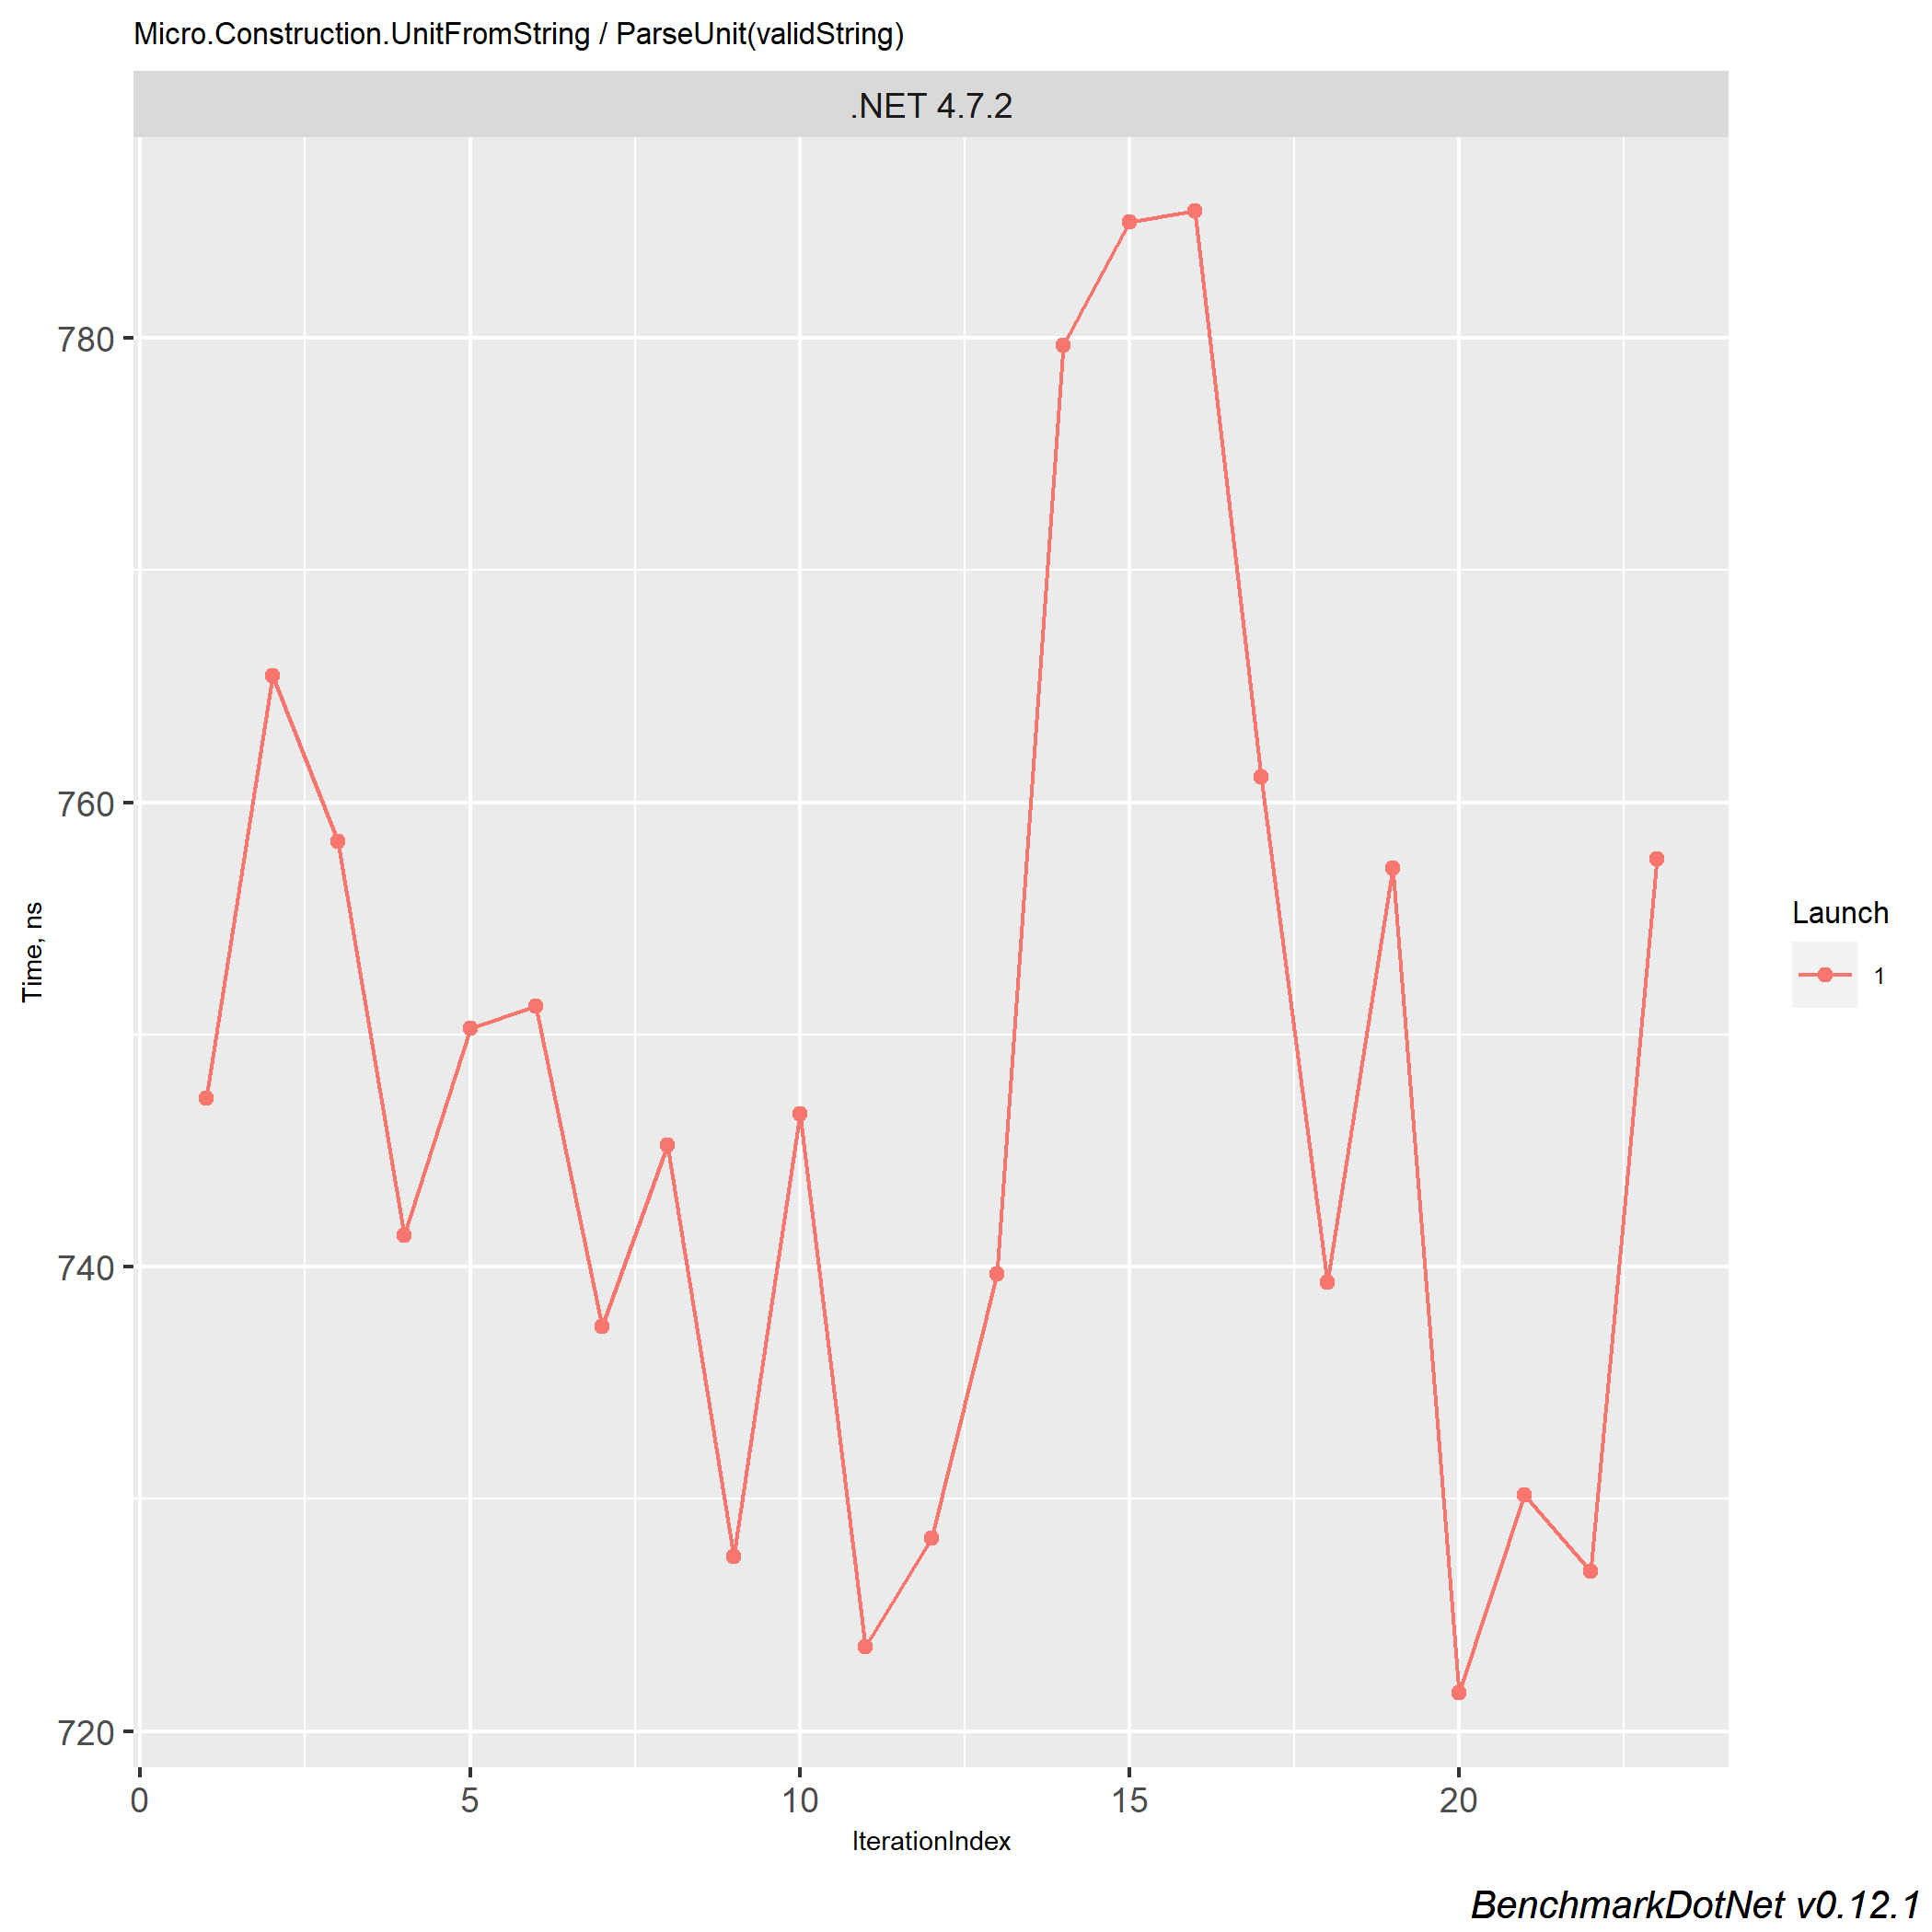 Micro.Construction.UnitFromString / ParseUnit(validString)
.NET 4.7.2
780
760
740
720
Time, ns
0 5 10 15 20
IterationIndex
Launch
1
BenchmarkDotNet v0.12.1